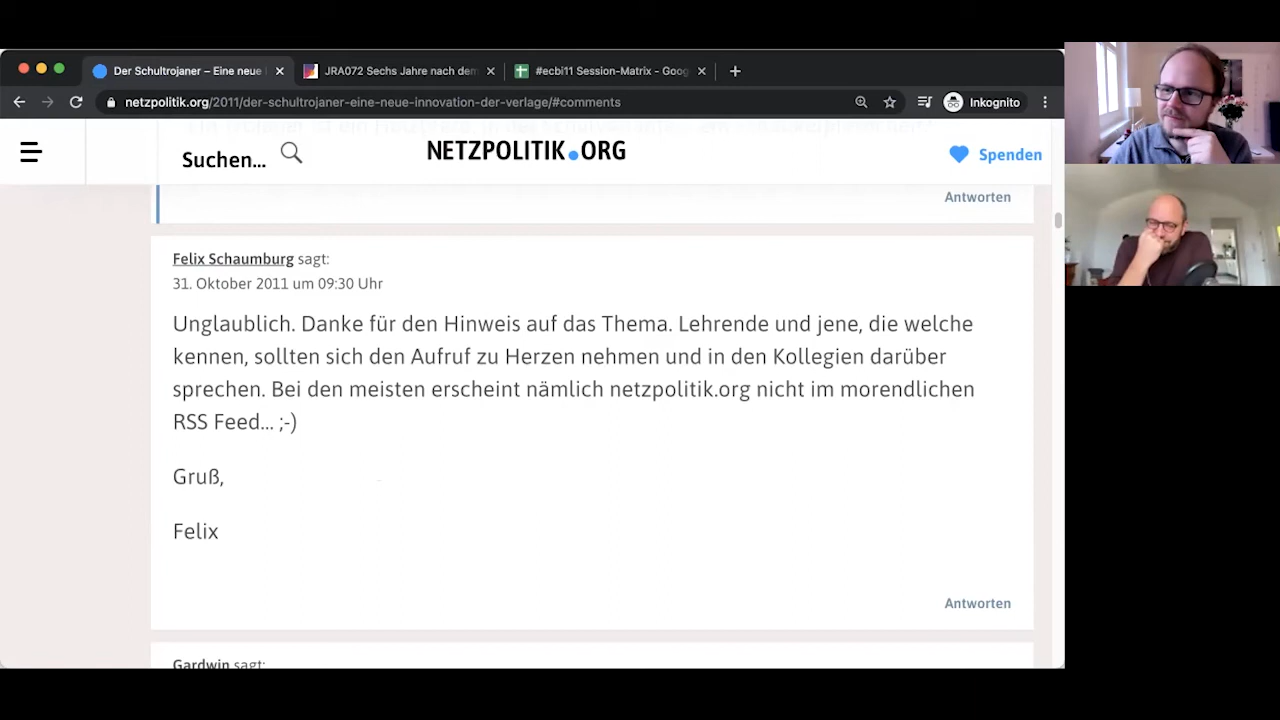 Der Schultrojaner – Eine neue
JRA072 Sechs Jahre nach dem
#ecbi11 Session-Matrix - Goog
netzpolitik.org/2011/der-schultrojaner-eine-neue-innovation-der-verlage/#comments
Inkognito
Suchen...
NETZPOLITIK.ORG
Spenden
Antworten
Felix Schaumburg sagt:
31. Oktober 2011 um 09:30 Uhr
Unglaublich. Danke für den Hinweis auf das Thema. Lehrende und jene, die welche
kennen, sollten sich den Aufruf zu Herzen nehmen und in den Kollegien darüber
sprechen. Bei den meisten erscheint nämlich netzpolitik.org nicht im morendlichen
RSS Feed... ;-)
Gruß,
Felix
Antworten
Gardwin sagt: